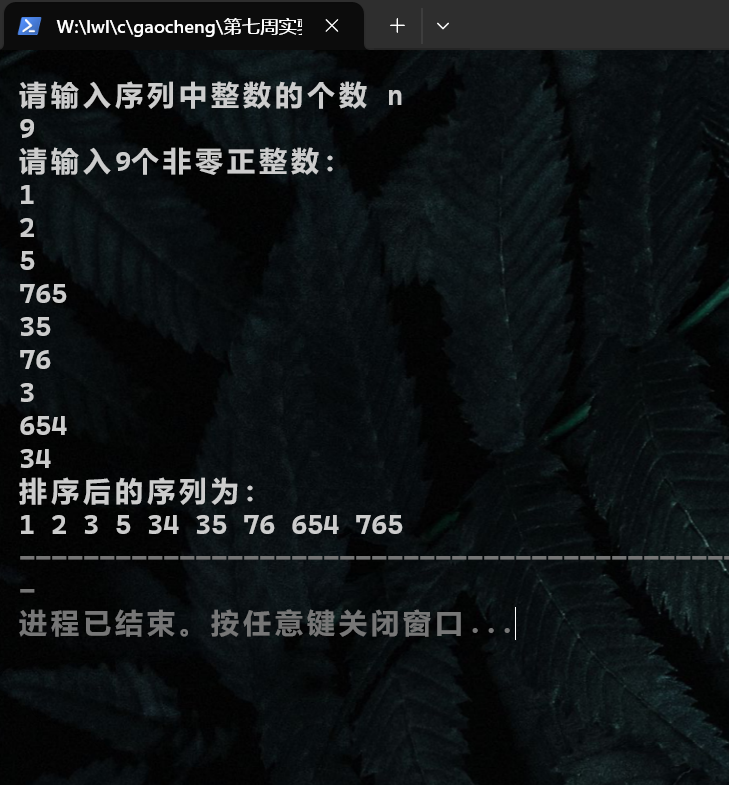 W:\lwl\c\gaocheng\第七周实
请输入序列中整数的个数 n
9
请输入9个非零正整数:
1
2
5
765
35
76
3
654
34
排序后的序列为:
1 2 3 5 34 35 76 654 765
---------------------------------------------
-
进程已结束。按任意键关闭窗口...